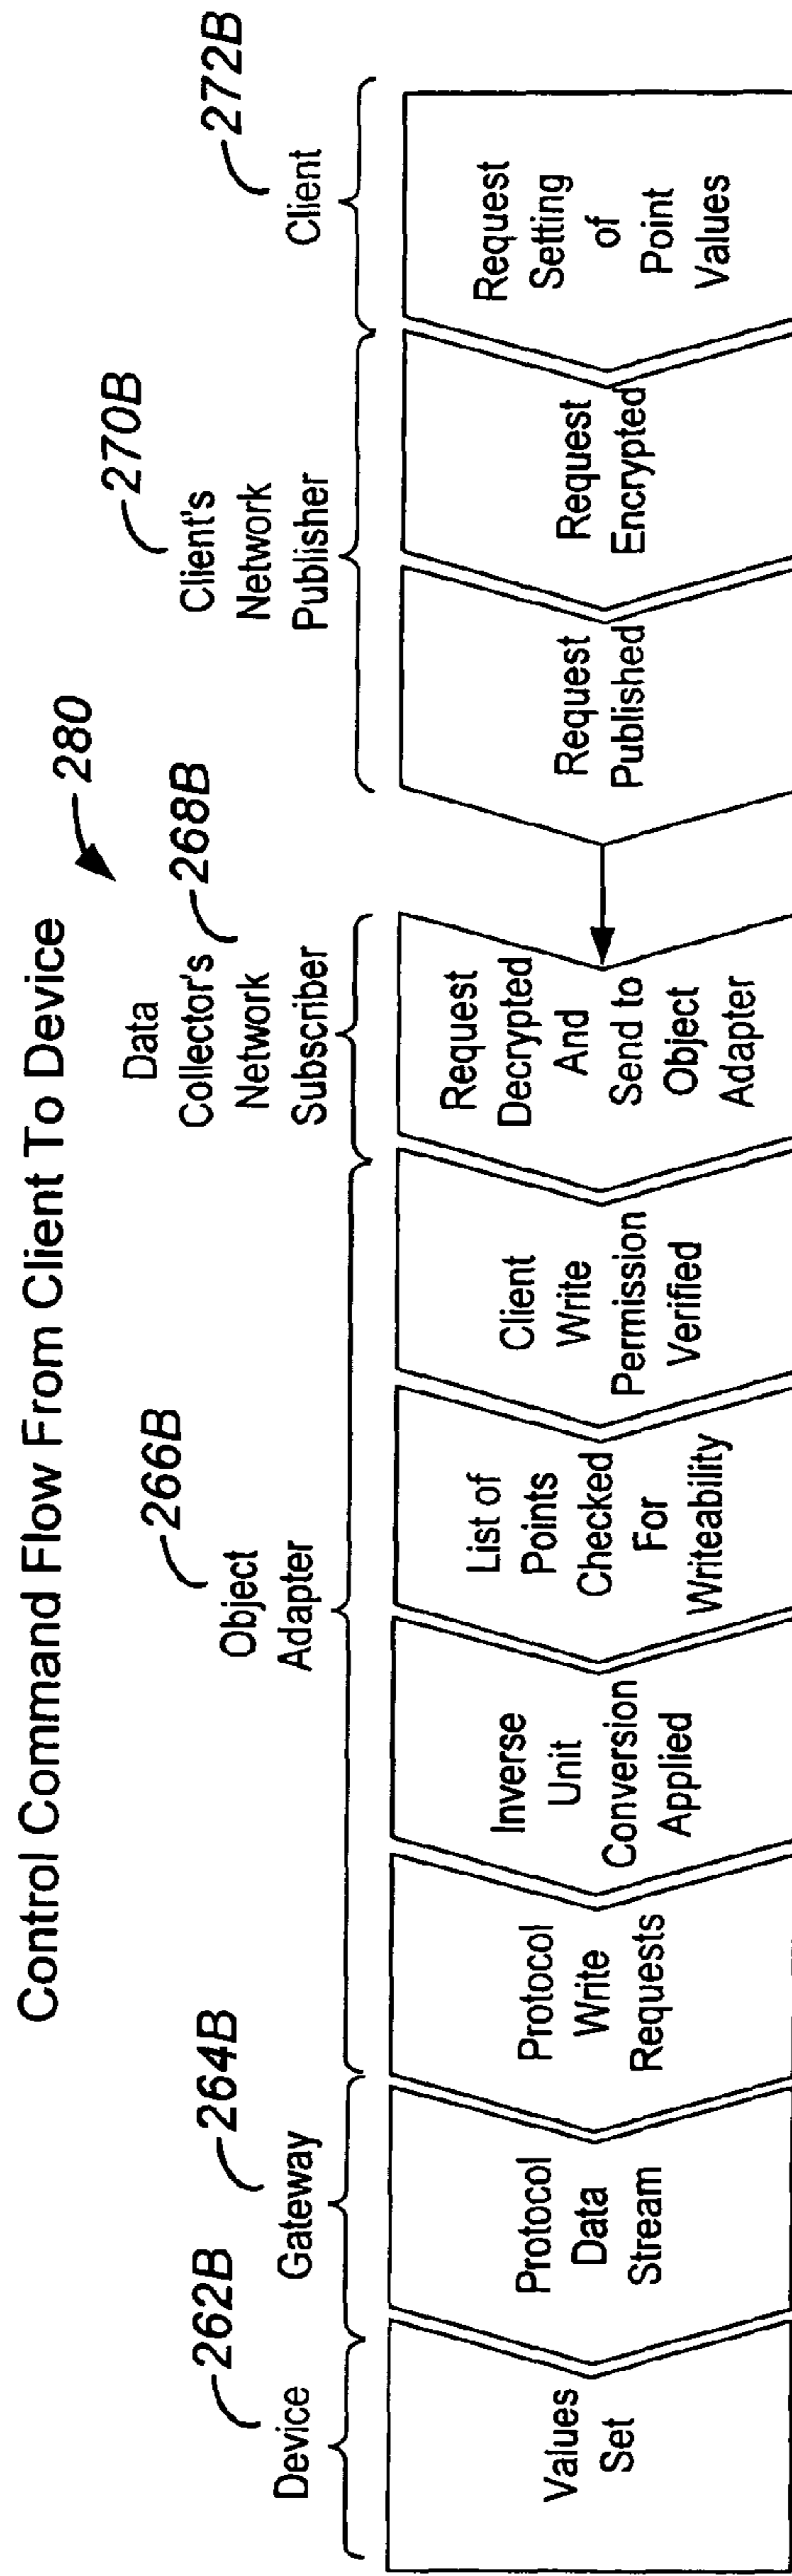 Control Command Flow From Client To Device
280
262B
Device
264B
Gateway
266B
Object
Adapter
268B
Data
Collector's
Network
Subscriber
270B
Client's
Network
Publisher
272B
Client
Values
Set
Protocol
Data
Stream
Protocol
Write
Requests
Inverse
Unit
Conversion
Applied
List of
Points
Checked
For
Writeability
Client
Write
Permission
Verified
Request
Decrypted
And
Send to
Object
Adapter
Request
Published
Request
Encrypted
Request
Setting
of
Point
Values